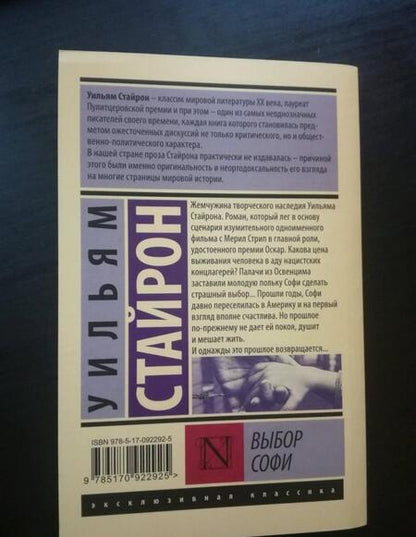 Уильям Стайрон – классик мировой литературы XX века, лауреат
Пулитцеровской премии и при этом – один из самых неоднозначных
писателей своего времени, каждая книга которого становилась пред-
метом ожесточенных дискуссий не только критического, но и общест-
венно-политического характера.
В нашей стране проза Стайрона практически не издавалась – причиной
этого были именно оригинальность и неортодоксальность его взгляда
на многие страницы мировой истории.
УИЛЬЯМ
СТАЙРОН
Жемчужина творческого наследия Уильяма
Стайрона. Роман, который лег в основу
сценария изумительного одноименного
фильма с Мерил Стрип в главной роли,
удостоенного премии Оскар. Какова цена
выживания человека в аду нацистских
концлагерей? Палачи из Освенцима
заставили молодую польку Софи сделать
страшный выбор... Прошли годы, Софи
давно переселилась в Америку и на первый
взгляд вполне счастлива. Но прошлое
по-прежнему не дает ей покоя, душит
и мешает жить.
И однажды это прошлое возвращается...
ISBN 978-5-17-092292-5
9 785170 922925 >
N
ВЫБОР
СОФИ
эксклюзивная классика